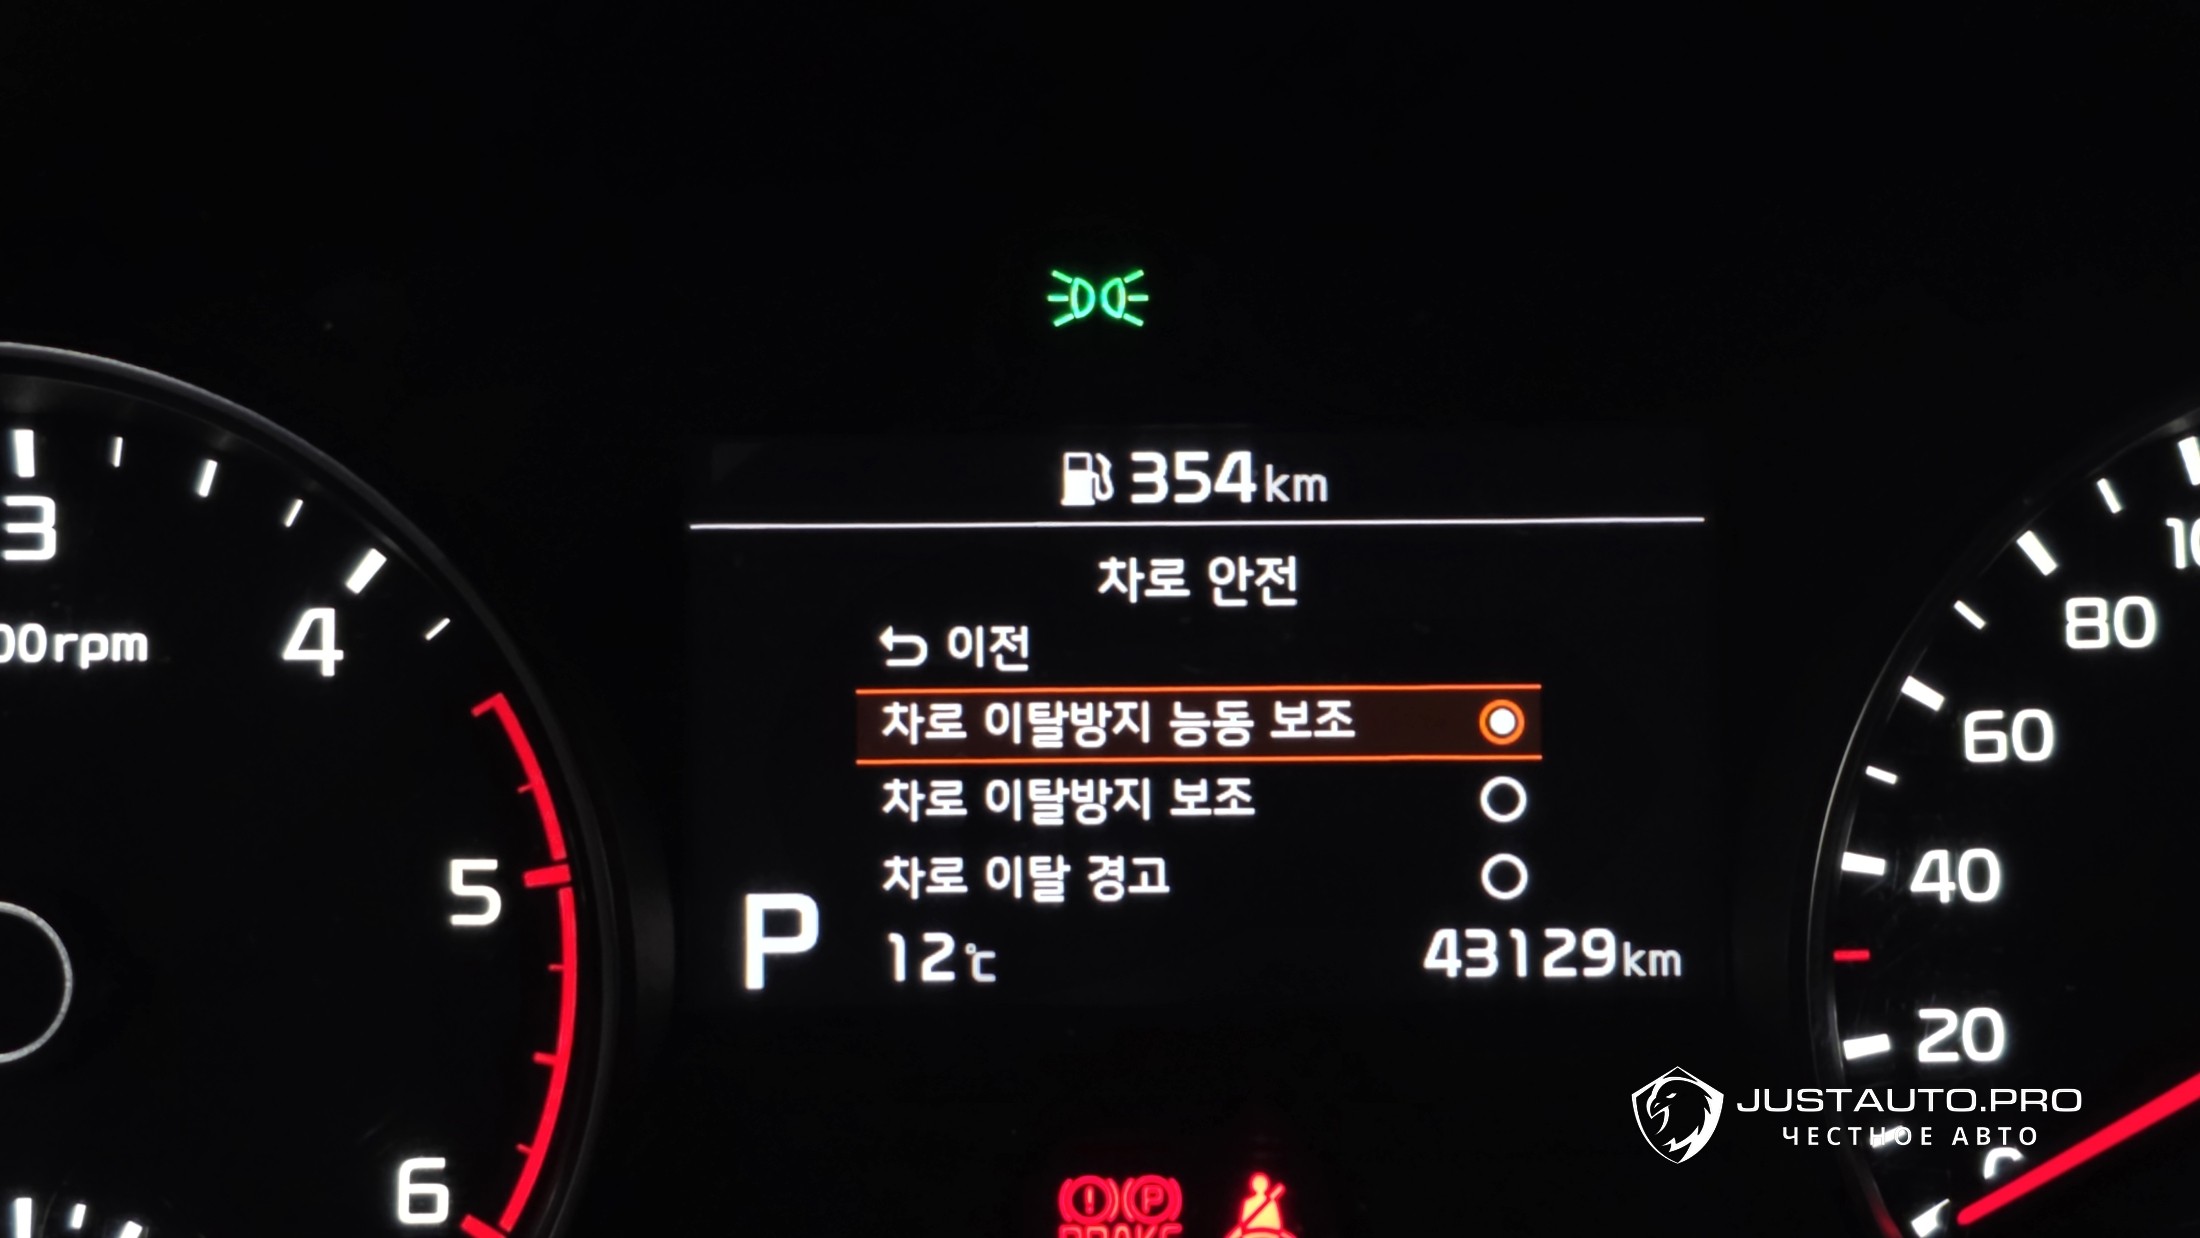 354km
차로 안전
이전
차로 이탈방지 능동 보조
차로 이탈방지 보조
차로 이탈 경고
P 12℃ 43129km
3
4
00rpm
5
6
80
60
40
20
JUSTAUTO.PRO
ЧЕСТНОЕ АВТО
P